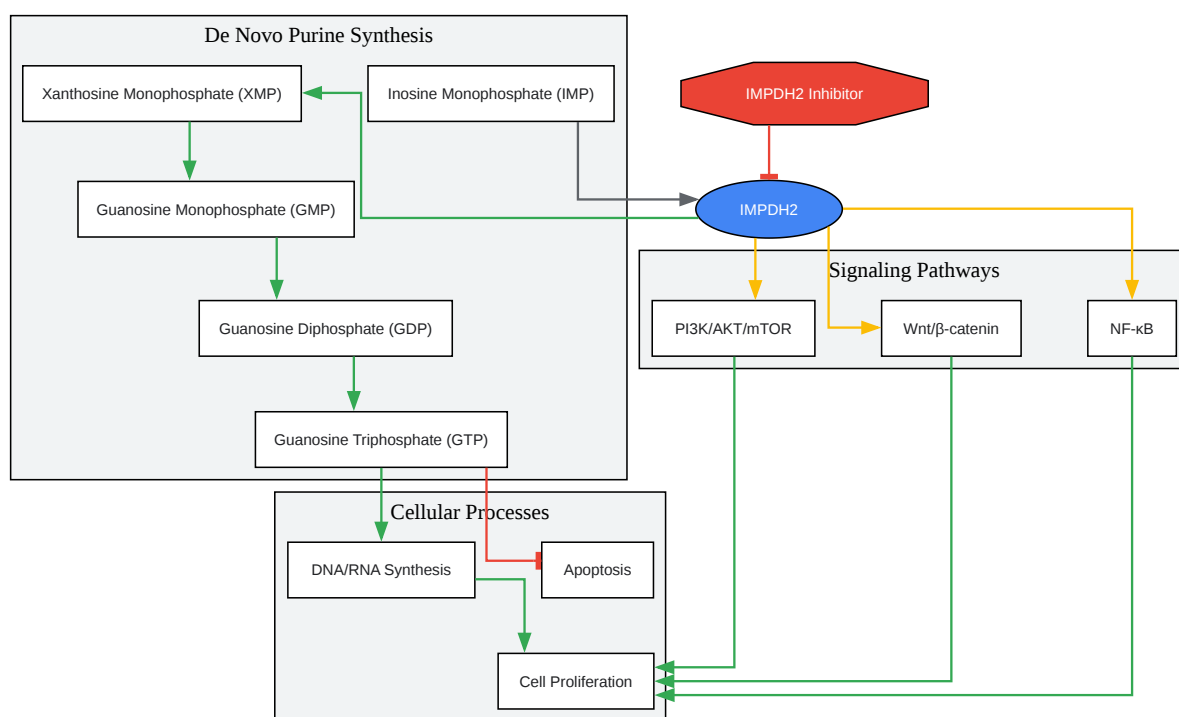 De Novo Purine Synthesis
Xanthosine Monophosphate (XMP)
Inosine Monophosphate (IMP)
IMPDH2 Inhibitor
Guanosine Monophosphate (GMP)
IMPDH2
Signaling Pathways
Guanosine Diphosphate (GDP)
PI3K/AKT/mTOR
Wnt/β-catenin
NF-κB
Guanosine Triphosphate (GTP)
Cellular Processes
DNA/RNA Synthesis
Apoptosis
Cell Proliferation